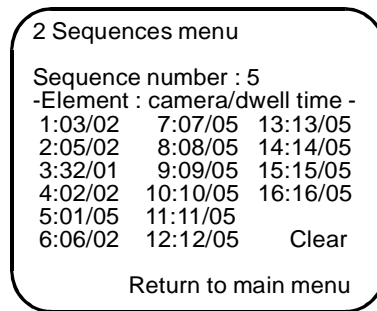 2 Sequences menu
Sequence number : 5
-Element : camera/dwell time -
1:03/02 7:07/05 13:13/05
2:05/02 8:08/05 14:14/05
3:32/01 9:09/05 15:15/05
4:02/02 10:10/05 16:16/05
5:01/05 11:11/05
6:06/02 12:12/05 Clear
Return to main menu